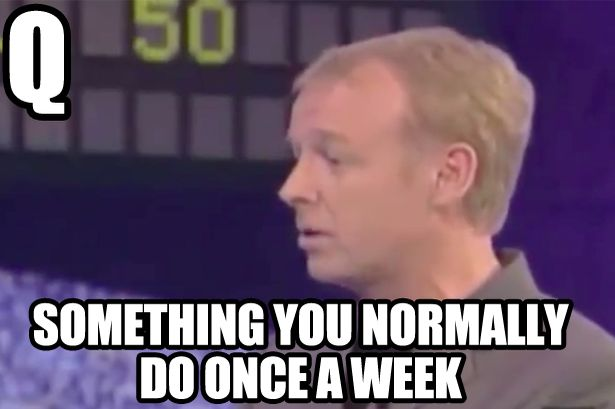 Q
50
SOMETHING YOU NORMALLY
DO ONCE A WEEK